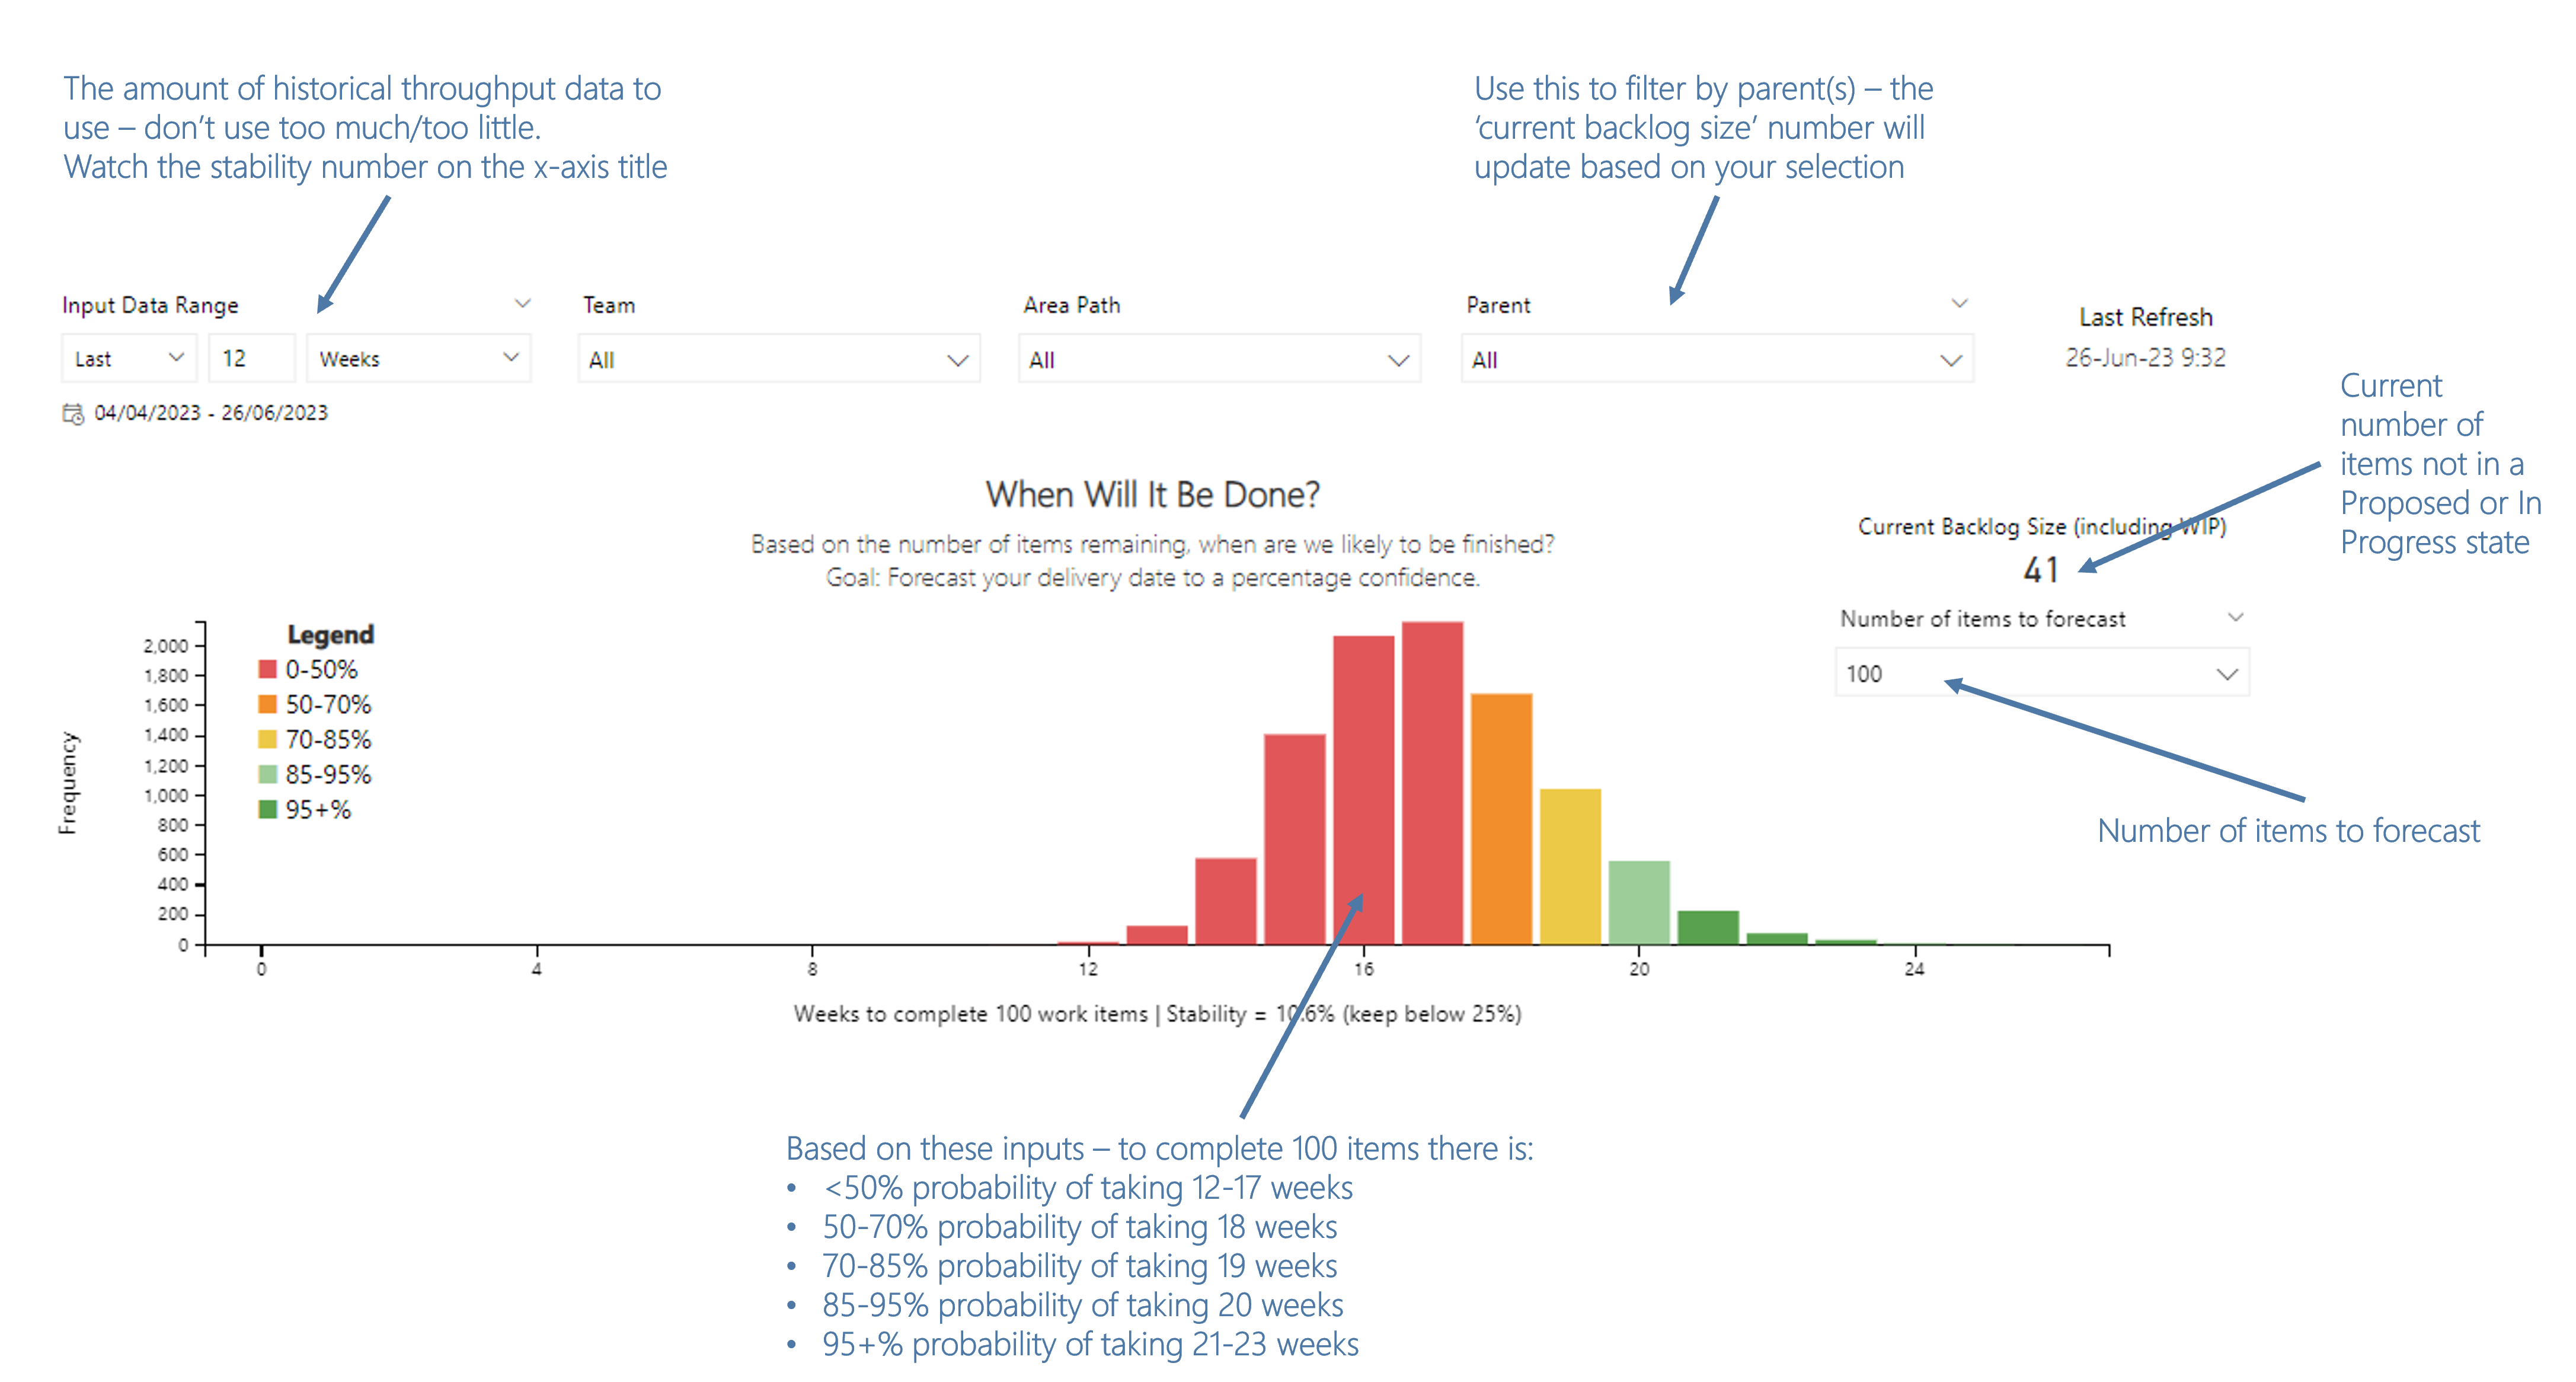 The amount of historical throughput data to
use – don’t use too much/too little.
Watch the stability number on the x-axis title
Use this to filter by parent(s) – the
‘current backlog size’ number will
update based on your selection
Input Data Range
Team
Area Path
Parent
Last Refresh
Last
12
Weeks
All
All
All
26-Jun-23 9:32
04/04/2023 - 26/06/2023
Current
number of
items not in a
Proposed or In
Progress state
When Will It Be Done?
Based on the number of items remaining, when are we likely to be finished?
Goal: Forecast your delivery date to a percentage confidence.
Current Backlog Size (including WIP)
41
Number of items to forecast
100
Number of items to forecast
Legend
0-50%
50-70%
70-85%
85-95%
95+%
Frequency
2,000
1,800
1,600
1,400
1,200
1,000
800
600
400
200
0
0
4
8
12
16
20
24
Weeks to complete 100 work items | Stability = 10.6% (keep below 25%)
Based on these inputs – to complete 100 items there is:
• <50% probability of taking 12-17 weeks
• 50-70% probability of taking 18 weeks
• 70-85% probability of taking 19 weeks
• 85-95% probability of taking 20 weeks
• 95+% probability of taking 21-23 weeks